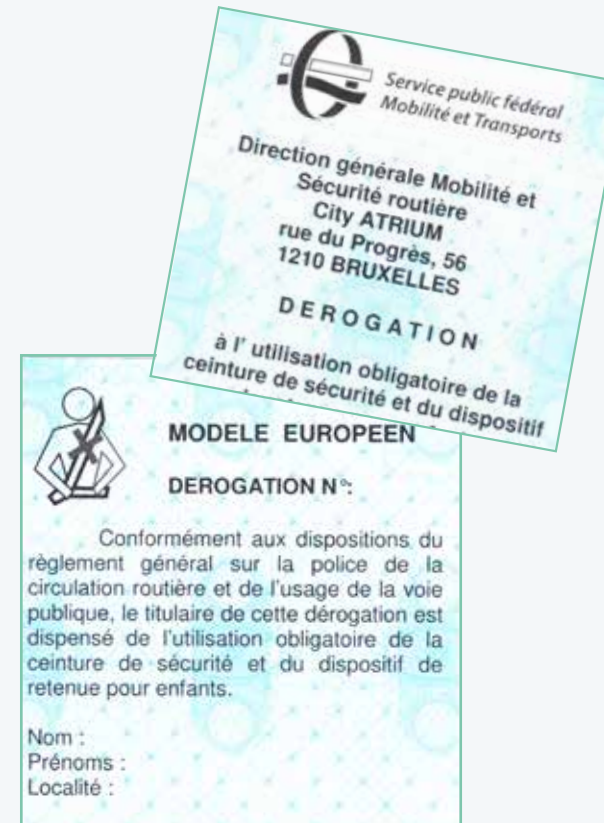 Service public fédéral
Mobilité et Transports
Direction générale Mobilité et
Sécurité routière
City ATRIUM
rue du Progrès, 56
1210 BRUXELLES
DEROGATION
à l' utilisation obligatoire de la
ceinture de sécurité et du dispositif
MODELE EUROPEEN
DEROGATION N°:
Conformément aux dispositions du
règlement général sur la police de la
circulation routière et de l'usage de la voie
publique, le titulaire de cette dérogation est
dispensé de l'utilisation obligatoire de la
ceinture de sécurité et du dispositif de
retenue pour enfants.
Nom :
Prénoms :
Localité :